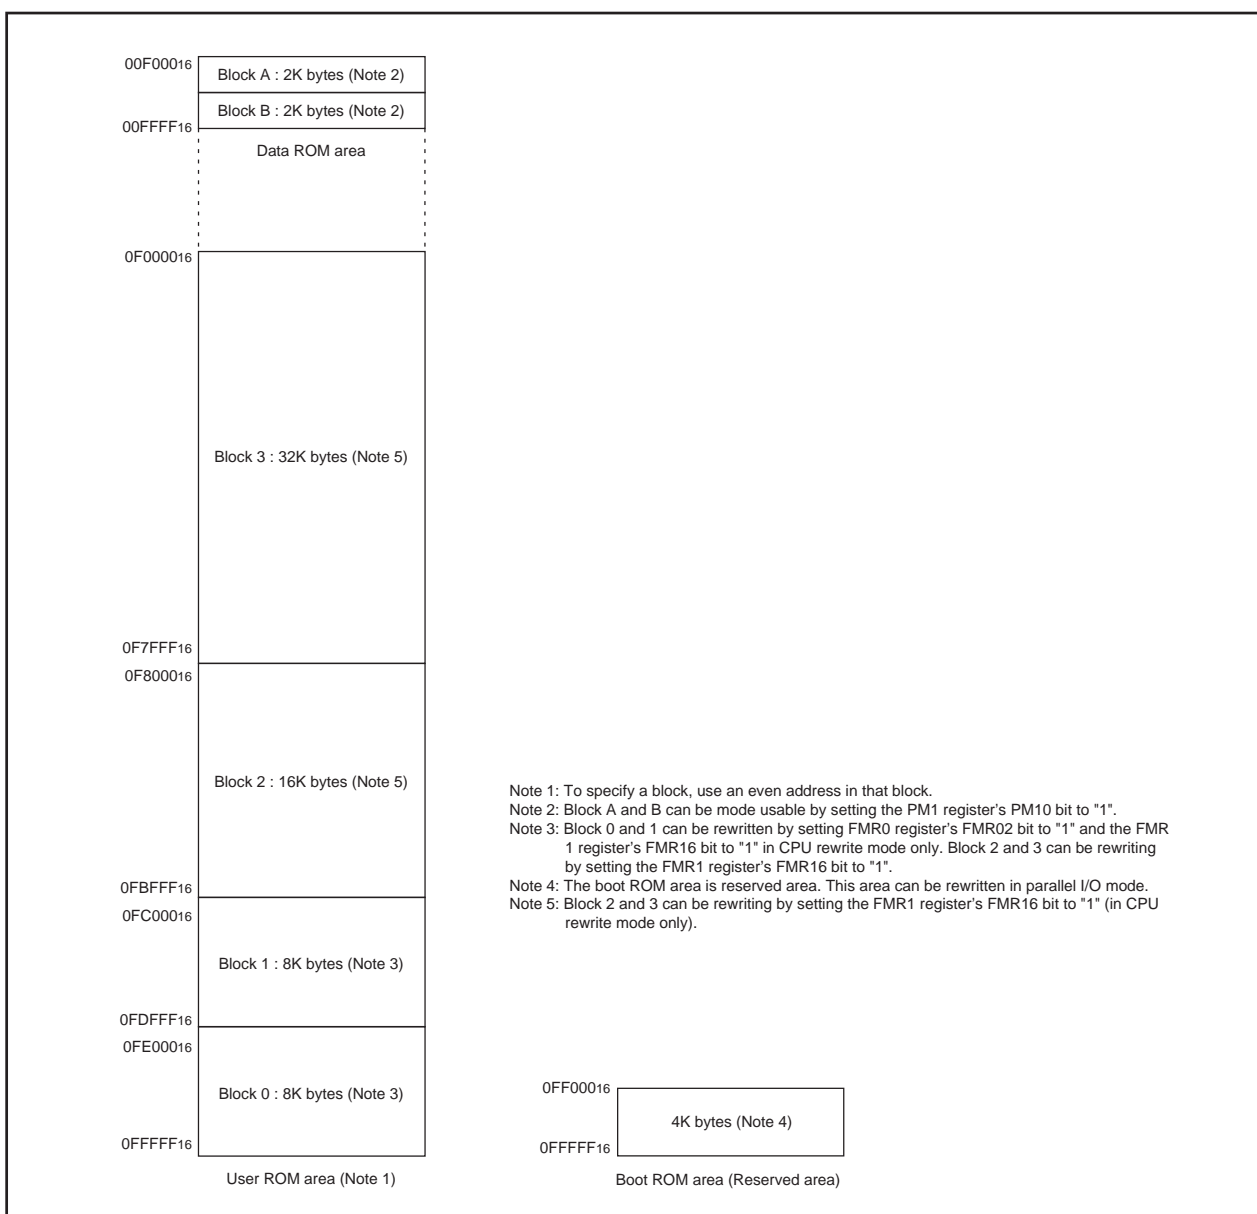 00F00016
Block A : 2K bytes (Note 2)
Block B : 2K bytes (Note 2)
00FFFF16
Data ROM area
0F000016
Block 3 : 32K bytes (Note 5)
0F7FFF16
0F800016
Block 2 : 16K bytes (Note 5)
0FBFFF16
0FC00016
Block 1 : 8K bytes (Note 3)
0FDFFF16
0FE00016
Block 0 : 8K bytes (Note 3)
0FFFFF16
User ROM area (Note 1)
Note 1: To specify a block, use an even address in that block.
Note 2: Block A and B can be mode usable by setting the PM1 register's PM10 bit to "1".
Note 3: Block 0 and 1 can be rewritten by setting FMR0 register's FMR02 bit to "1" and the FMR
1 register's FMR16 bit to "1" in CPU rewrite mode only. Block 2 and 3 can be rewriting
by setting the FMR1 register's FMR16 bit to "1".
Note 4: The boot ROM area is reserved area. This area can be rewritten in parallel I/O mode.
Note 5: Block 2 and 3 can be rewriting by setting the FMR1 register's FMR16 bit to "1" (in CPU
rewrite mode only).
0FF00016
4K bytes (Note 4)
0FFFFF16
Boot ROM area (Reserved area)